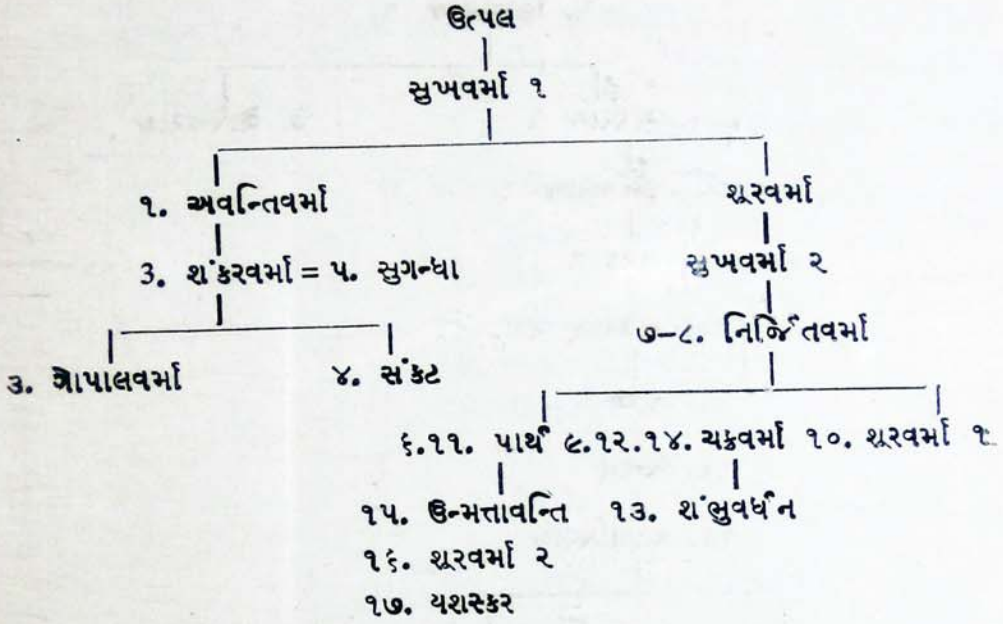 ઉત્પલ
સુખવર્મા ૧
૧. અવન્તિવર્મા શૂરવર્મા
3. શંકરવર્મા = ૫. સુગન્ધા સુખવર્મા ૨
૭-૮. નિર્જિતવર્મા
૩. ગોપાલવર્મા ૪. સંકટ
૬.૧૧. પાર્થ ૯.૧૨.૧૪. ચક્રવર્મા ૧૦. શૂરવર્મા ૧
૧૫. ઉન્મત્તાવન્તિ ૧૩. શંભુવર્ધન
૧૬. શૂરવર્મા ૨
૧૭. યશસ્કર